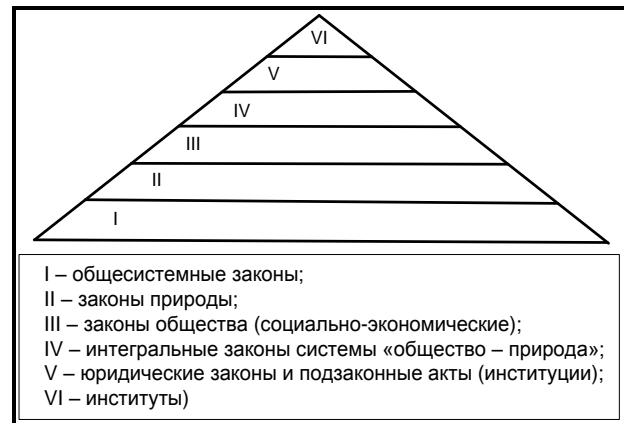 VI
V
IV
III
II
I
I – общесистемные законы;
II – законы природы;
III – законы общества (социально-экономические);
IV – интегральные законы системы «общество – природа»;
V – юридические законы и подзаконные акты (институции);
VI – институты)